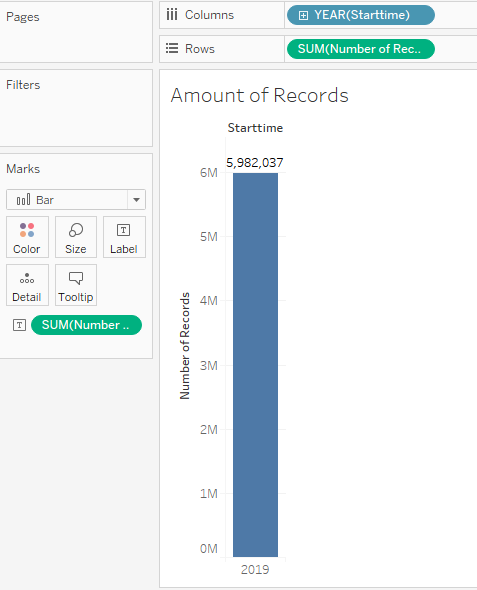 Pages
Columns
YEAR(Starttime)
Rows
SUM(Number of Rec..
Filters
Marks
Bar
Color
Size
Label
Detail
Tooltip
SUM(Number ..
Amount of Records
Starttime
5,982,037
6M
5M
4M
3M
2M
1M
0M
Number of Records
2019